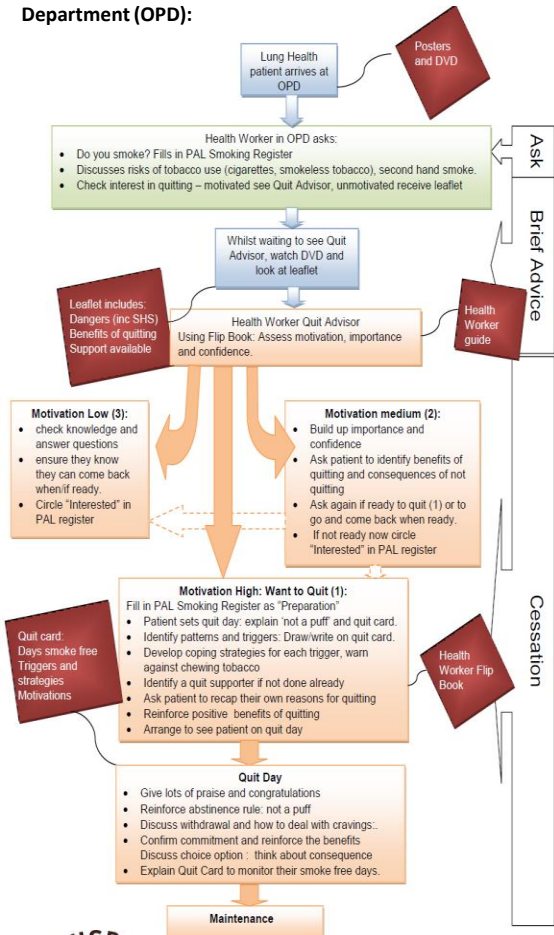 Department (OPD):
Lung Health
patient arrives at
OPD
Posters
and DVD
Health Worker in OPD asks:
• Do you smoke? Fills in PAL Smoking Register
• Discusses risks of tobacco use (cigarettes, smokeless tobacco), second hand smoke.
• Check interest in quitting – motivated see Quit Advisor, unmotivated receive leaflet
Ask
Whilst waiting to see Quit
Advisor, watch DVD and
look at leaflet
Brief Advice
Leaflet includes:
Dangers (inc SHS)
Benefits of quitting
Support available
Health Worker Quit Advisor
Using Flip Book: Assess motivation, importance
and confidence.
Health
Worker
guide
Motivation Low (3):
• check knowledge and
answer questions
• ensure they know
they can come back
when/if ready.
• Circle “Interested” in
PAL register
Motivation medium (2):
• Build up importance and
confidence
• Ask patient to identify benefits of
quitting and consequences of not
quitting
• Ask again if ready to quit (1) or to
go and come back when ready.
• If not ready now circle
“Interested” in PAL register
Cessation
Motivation High: Want to Quit (1):
Fill in PAL Smoking Register as “Preparation”
• Patient sets quit day: explain ‘not a puff’ and quit card.
• Identify patterns and triggers: Draw/write on quit card.
• Develop coping strategies for each trigger, warn
against chewing tobacco
• Identify a quit supporter if not done already
• Ask patient to recap their own reasons for quitting
• Reinforce positive benefits of quitting
• Arrange to see patient on quit day
Quit card:
Days smoke free
Triggers and
strategies
Motivations
Health
Worker Flip
Book
Quit Day
• Give lots of praise and congratulations
• Reinforce abstinence rule: not a puff
• Discuss withdrawal and how to deal with cravings:.
• Confirm commitment and reinforce the benefits
Discuss choice option : think about consequence
• Explain Quit Card to monitor their smoke free days.
Maintenance